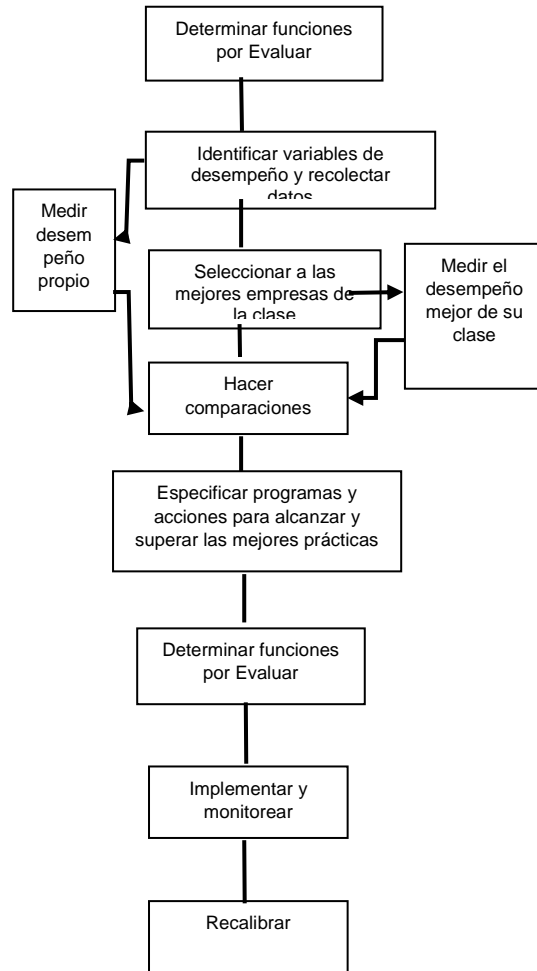 Determinar funciones
por Evaluar
Identificar variables de
desempeño y recolectar
datos
Medir
desem
peño
propio
Seleccionar a las
mejores empresas de
la clase
Medir el
desempeño
mejor de su
clase
Hacer
comparaciones
Especificar programas y
acciones para alcanzar y
superar las mejores prácticas
Determinar funciones
por Evaluar
Implementar y
monitorear
Recalibrar